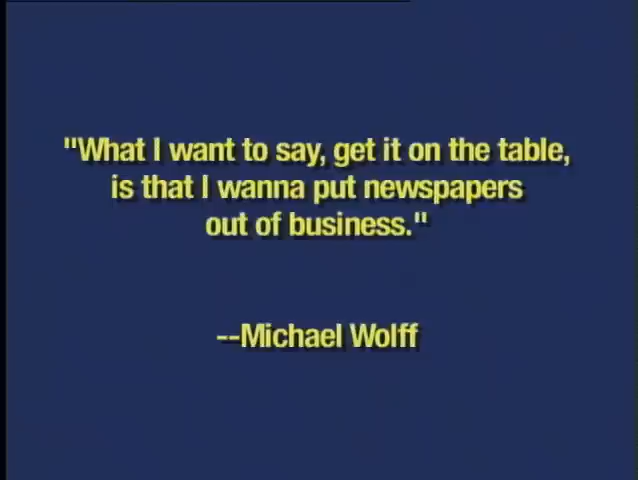 "What I want to say, get it on the table,
is that I wanna put newspapers
out of business."
--Michael Wolff